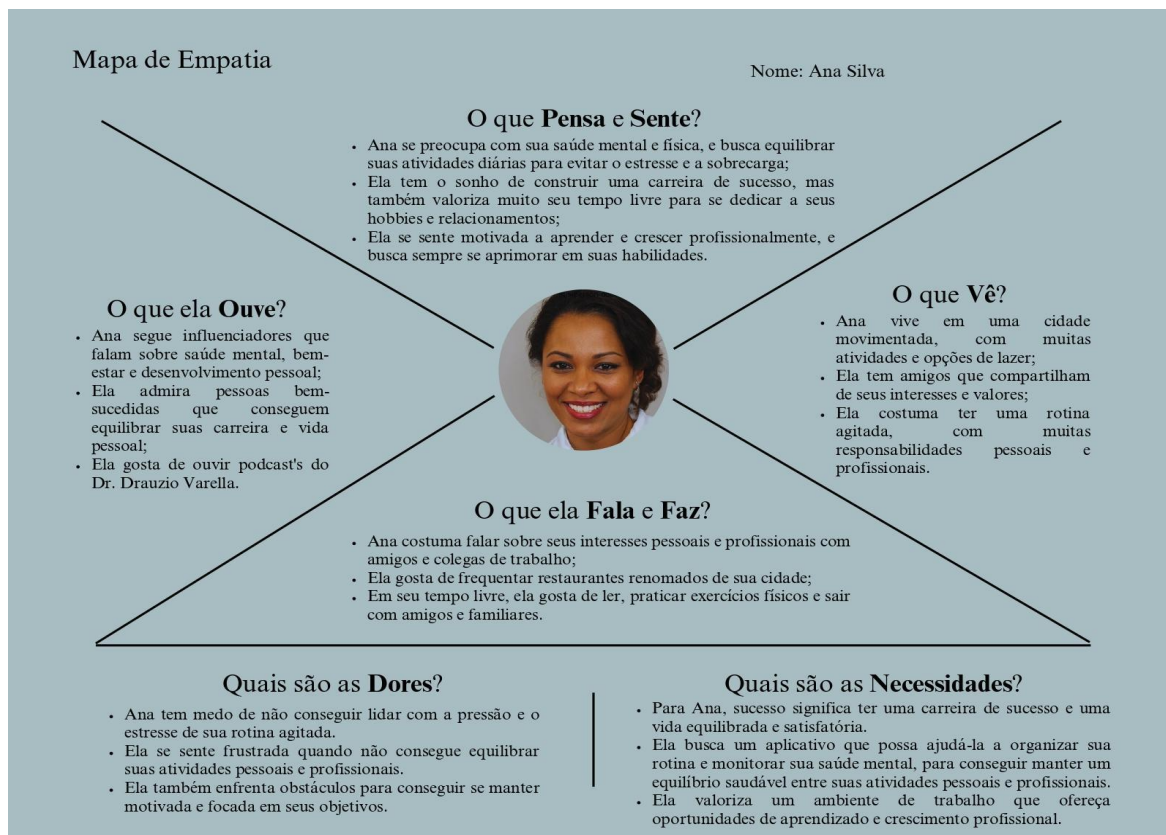 Mapa de Empatia
Nome: Ana Silva
O que Pensa e Sente?
• Ana se preocupa com sua saúde mental e física, e busca equilibrar
suas atividades diárias para evitar o estresse e a sobrecarga;
• Ela tem o sonho de construir uma carreira de sucesso, mas
também valoriza muito seu tempo livre para se dedicar a seus
hobbies e relacionamentos;
• Ela se sente motivada a aprender e crescer profissionalmente, e
busca sempre se aprimorar em suas habilidades.
O que ela Ouve?
• Ana segue influenciadores que
falam sobre saúde mental, bem-
estar e desenvolvimento pessoal;
• Ela admira pessoas bem-
sucedidas que conseguem
equilibrar suas carreira e vida
pessoal;
• Ela gosta de ouvir podcast's do
Dr. Drauzio Varella.
O que Vê?
• Ana vive em uma cidade
movimentada, com muitas
atividades e opções de lazer;
• Ela tem amigos que compartilham
de seus interesses e valores;
• Ela costuma ter uma rotina
agitada, com muitas
responsabilidades pessoais e
profissionais.
O que ela Fala e Faz?
• Ana costuma falar sobre seus interesses pessoais e profissionais com
amigos e colegas de trabalho;
• Ela gosta de frequentar restaurantes renomados de sua cidade;
• Em seu tempo livre, ela gosta de ler, praticar exercícios físicos e sair
com amigos e familiares.
Quais são as Dores?
• Ana tem medo de não conseguir lidar com a pressão e o
estresse de sua rotina agitada.
• Ela se sente frustrada quando não consegue equilibrar
suas atividades pessoais e profissionais.
• Ela também enfrenta obstáculos para conseguir se manter
motivada e focada em seus objetivos.
Quais são as Necessidades?
• Para Ana, sucesso significa ter uma carreira de sucesso e uma
vida equilibrada e satisfatória.
• Ela busca um aplicativo que possa ajudá-la a organizar sua
rotina e monitorar sua saúde mental, para conseguir manter um
equilíbrio saudável entre suas atividades pessoais e profissionais.
• Ela valoriza um ambiente de trabalho que ofereça
oportunidades de aprendizado e crescimento profissional.